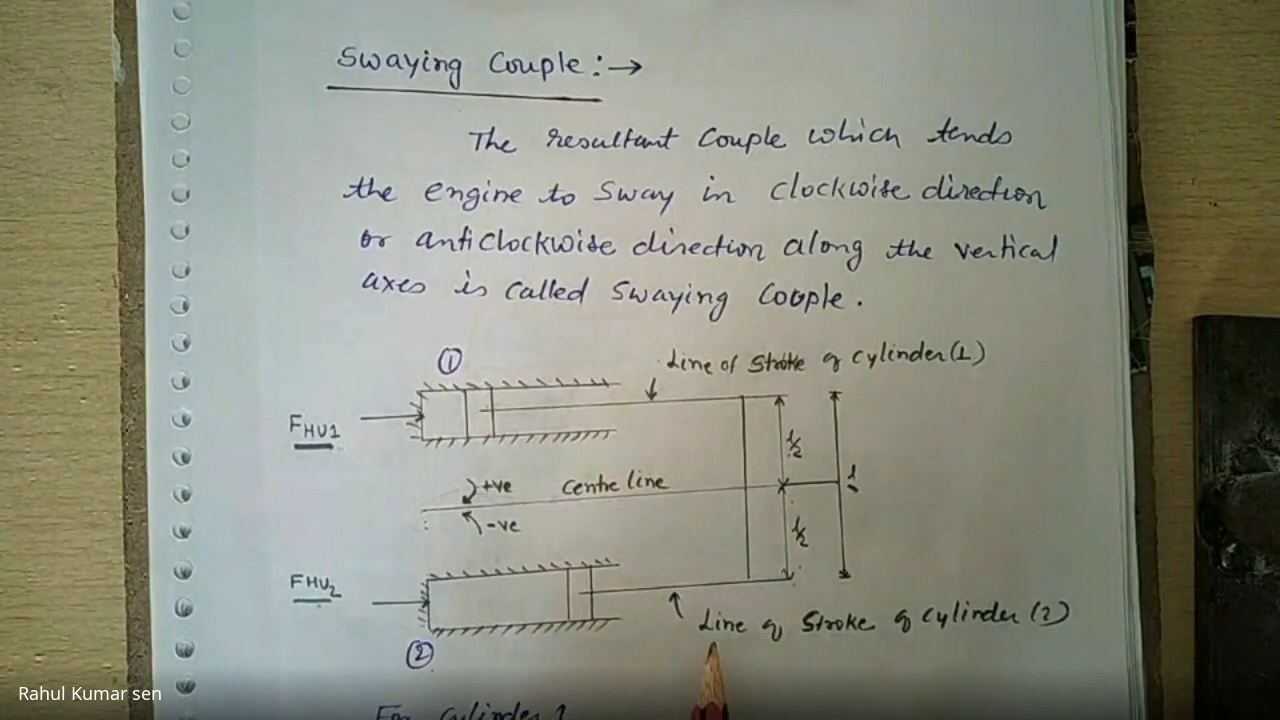 Swaying Couple :→
The resultant Couple which tends
the engine to sway in clockwise direction
or anticlockwise direction along the vertical
axes is called Swaying Couple.
①
Line of Stroke of cylinder (1)
FHU1
l/2
+ve
Centre line
l
-ve
l/2
FHU2
Line of Stroke of cylinder (2)
②
Rahul Kumar sen
For Cylinder 1